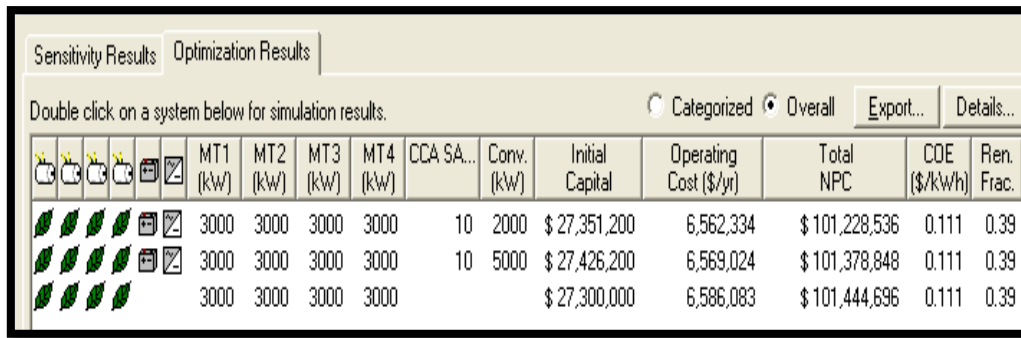 Sensitivity Results Optimization Results
Double click on a system below for simulation results. Categorized Overall Export... Details...
MT1 (kW) MT2 (kW) MT3 (kW) MT4 (kW) CCA SA... Conv. (kW) Initial Capital Operating Cost ($/yr) Total NPC COE ($/kWh) Ren. Frac.
3000 3000 3000 3000 10 2000 $ 27,351,200 6,562,334 $ 101,228,536 0.111 0.39
3000 3000 3000 3000 10 5000 $ 27,426,200 6,569,024 $ 101,378,848 0.111 0.39
3000 3000 3000 3000 $ 27,300,000 6,586,083 $ 101,444,696 0.111 0.39